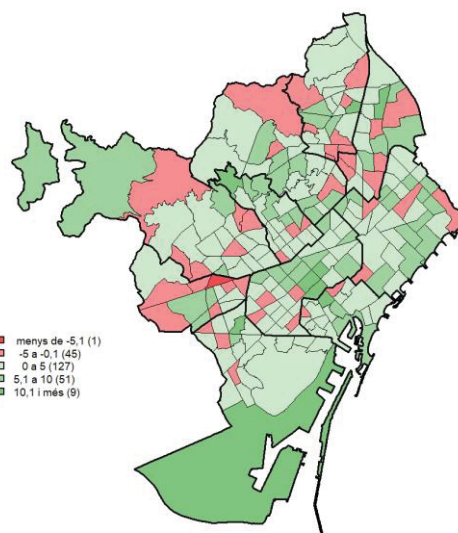 menys de -5,1 (1)
-5 a -0,1 (45)
0 a 5 (127)
5,1 a 10 (51)
10,1 i més (9)